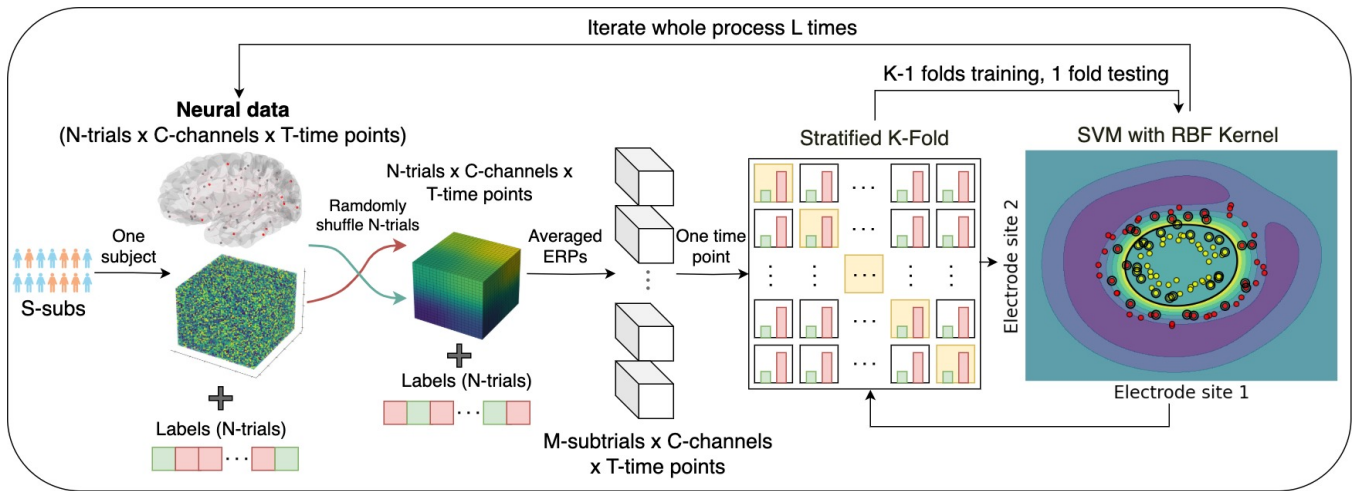 Iterate whole process L times
K-1 folds training, 1 fold testing
Neural data
(N-trials x C-channels x T-time points)
Stratified K-Fold
SVM with RBF Kernel
N-trials x C-channels x
T-time points
Ramdomly
shuffle N-trials
One
subject
S-subs
Averaged
ERPs
One time
point
Electrode site 2
Electrode site 1
Labels (N-trials)
Labels (N-trials)
M-subtrials x C-channels
x T-time points